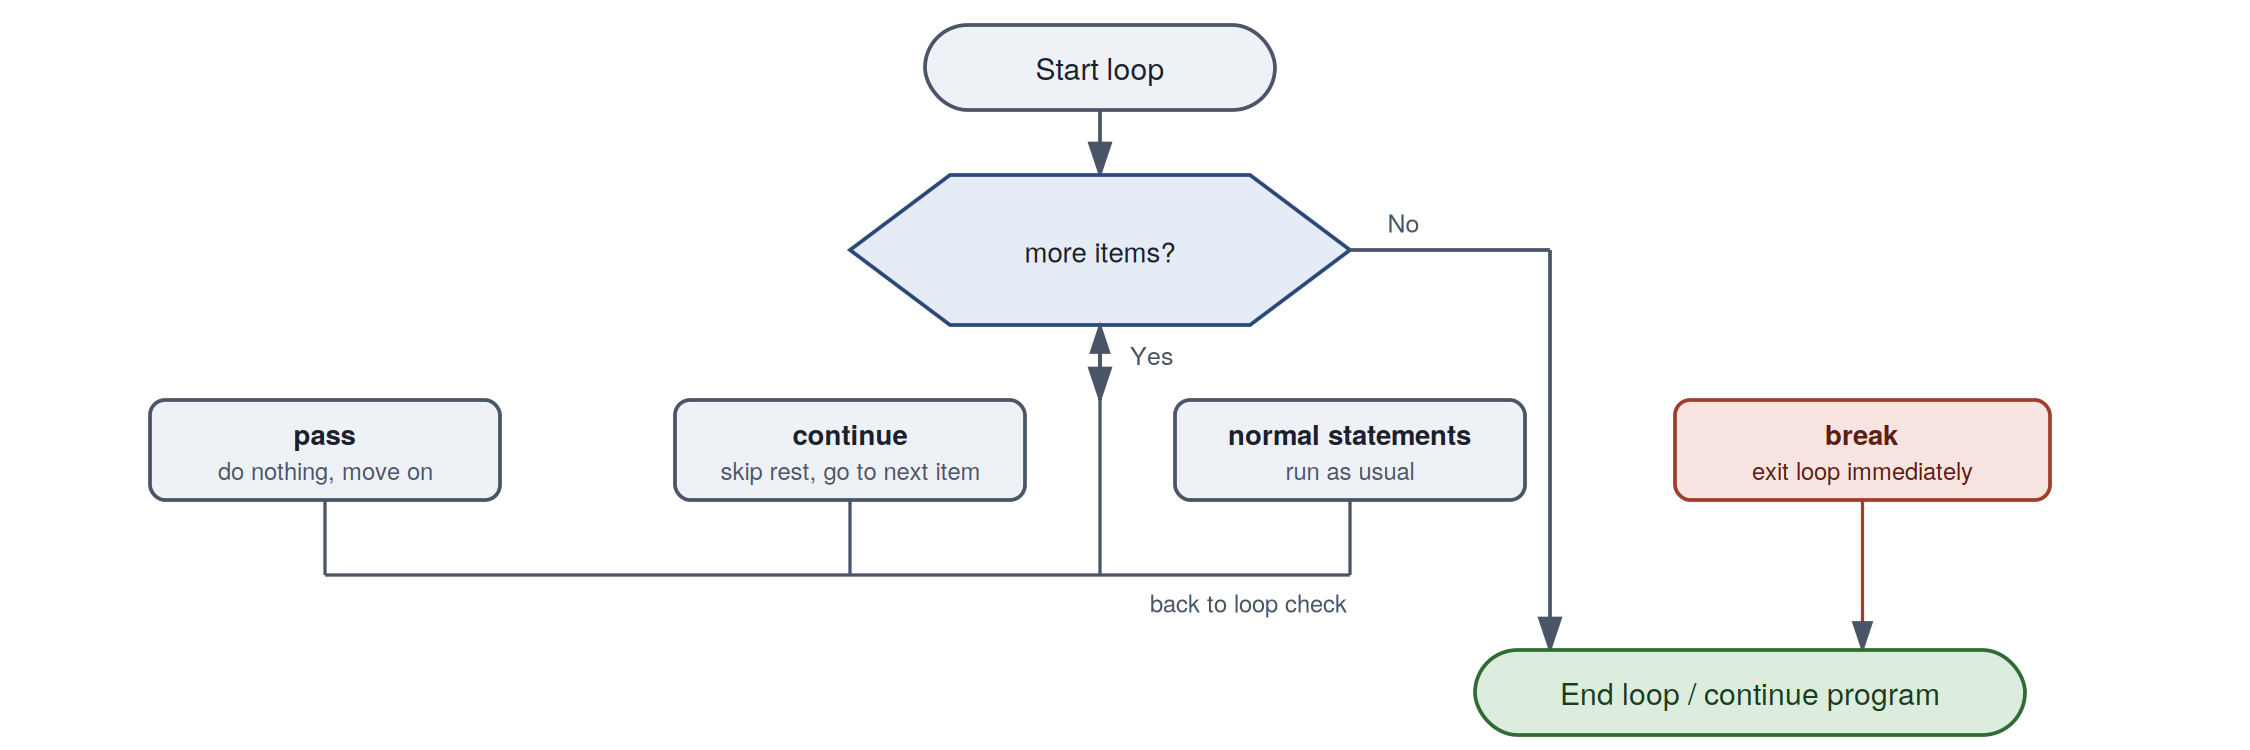 Start loop
more items?
No
Yes
pass
do nothing, move on
continue
skip rest, go to next item
normal statements
run as usual
break
exit loop immediately
back to loop check
End loop / continue program